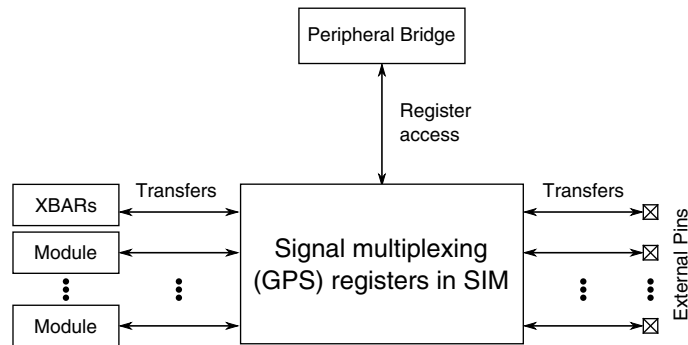 Peripheral Bridge
Register
access
Transfers
Transfers
XBARs
Module
Module
Signal multiplexing
(GPS) registers in SIM
External Pins